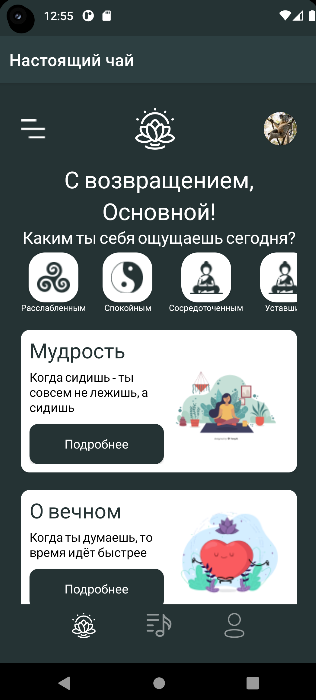 12:55
Настоящий чай
С возвращением,
Основной!
Каким ты себя ощущаешь сегодня?
Расслабленным Спокойным Сосредоточенным Уставши
Мудрость
Когда сидишь - ты
совсем не лежишь, а
сидишь
Подробнее
О вечном
Когда ты думаешь, то
время идёт быстрее
Подробнее